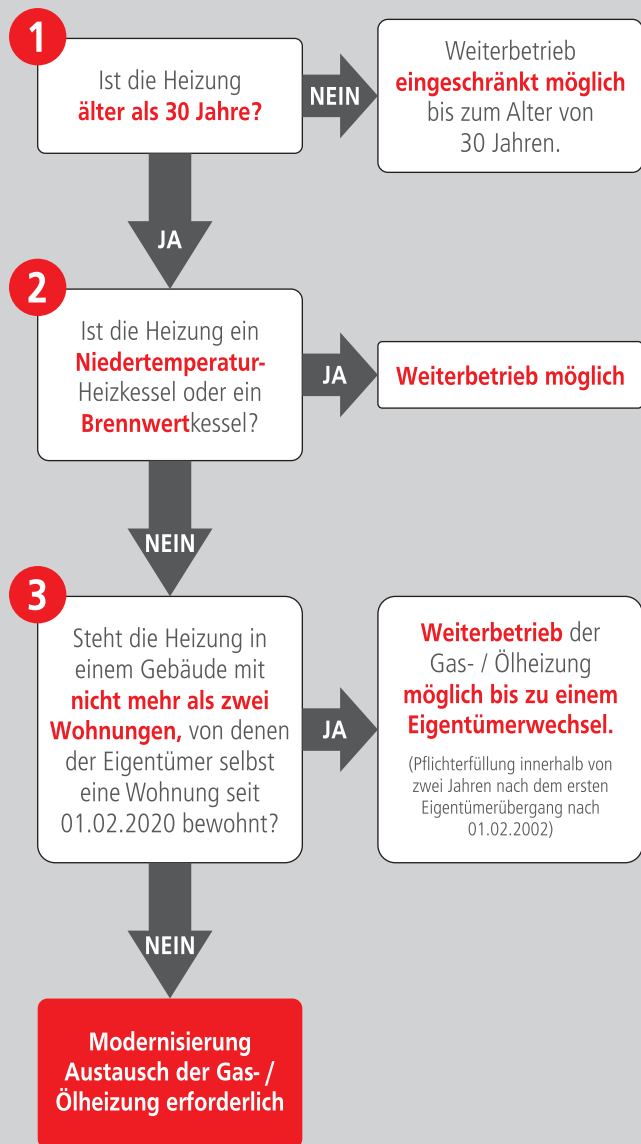 1
Ist die Heizung
älter als 30 Jahre?
NEIN
Weiterbetrieb
eingeschränkt möglich
bis zum Alter von
30 Jahren.
JA
2
Ist die Heizung ein
Niedertemperatur-
Heizkessel oder ein
Brennwertkessel?
JA
Weiterbetrieb möglich
NEIN
3
Steht die Heizung in
einem Gebäude mit
nicht mehr als zwei
Wohnungen, von denen
der Eigentümer selbst
eine Wohnung seit
01.02.2020 bewohnt?
JA
Weiterbetrieb der
Gas- / Ölheizung
möglich bis zu einem
Eigentümerwechsel.
(Pflichterfüllung innerhalb von
zwei Jahren nach dem ersten
Eigentümerübergang nach
01.02.2002)
NEIN
Modernisierung
Austausch der Gas- /
Ölheizung erforderlich